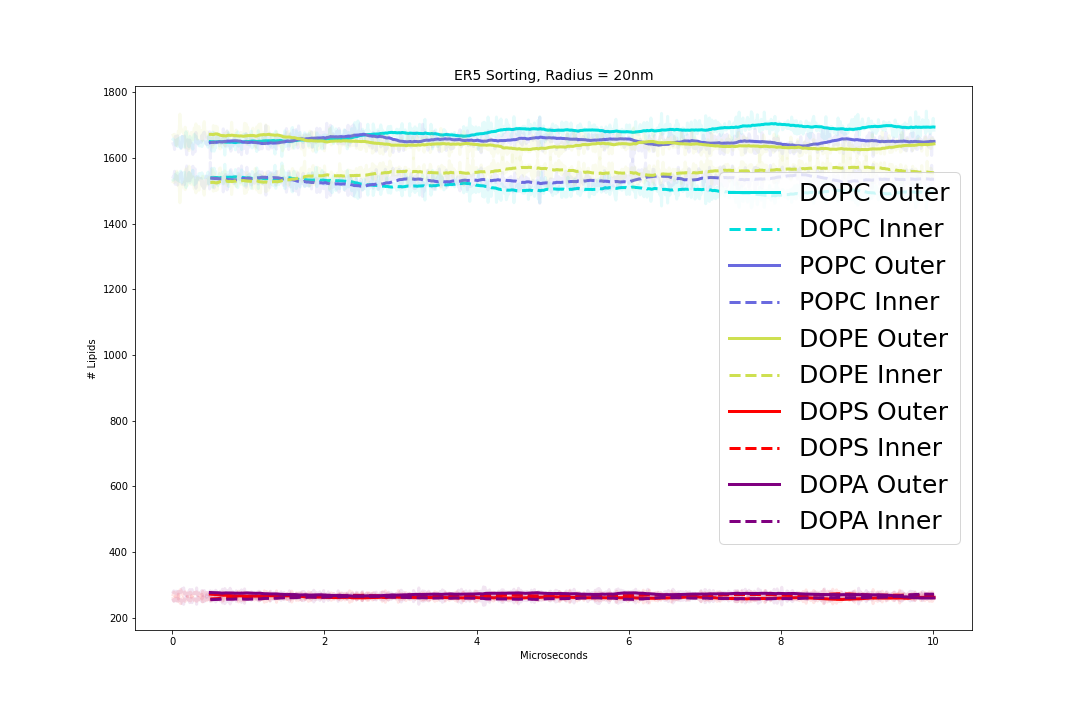 ER5 Sorting, Radius = 20nm
1800
1600
1400
1200
1000
800
600
400
200
# Lipids
DOPC Outer
DOPC Inner
POPC Outer
POPC Inner
DOPE Outer
DOPE Inner
DOPS Outer
DOPS Inner
DOPA Outer
DOPA Inner
0 2 4 6 8 10
Microseconds